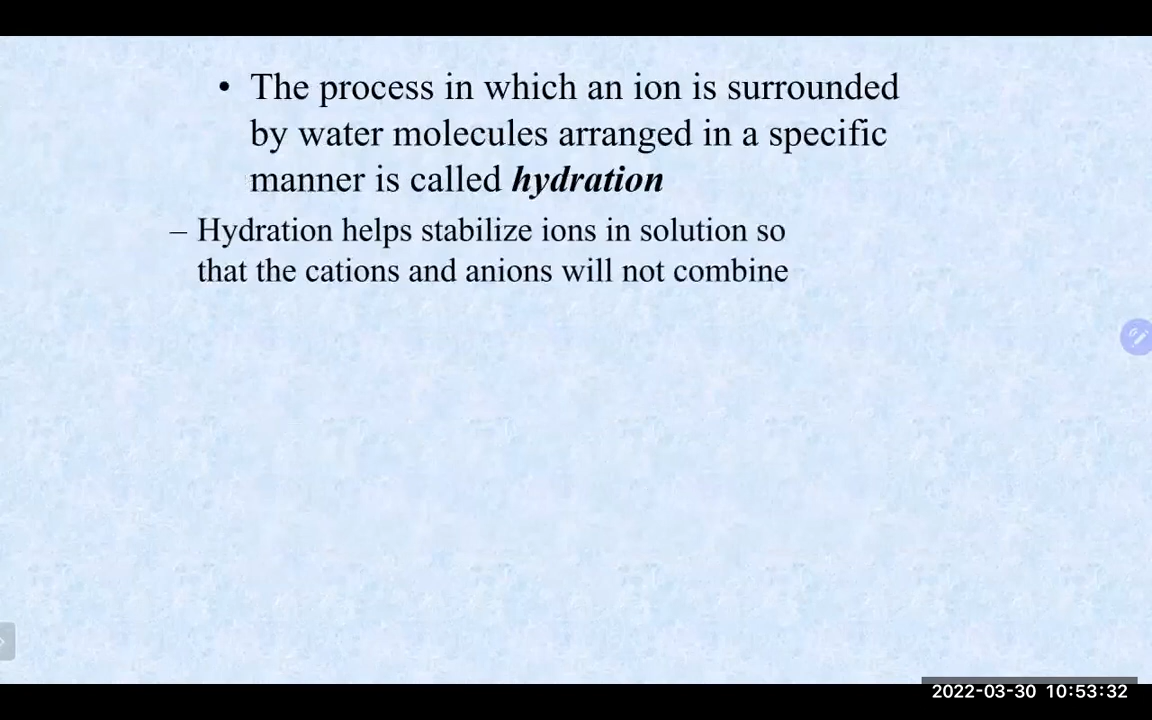 • The process in which an ion is surrounded
by water molecules arranged in a specific
manner is called hydration
– Hydration helps stabilize ions in solution so
that the cations and anions will not combine
2022-03-30 10:53:32